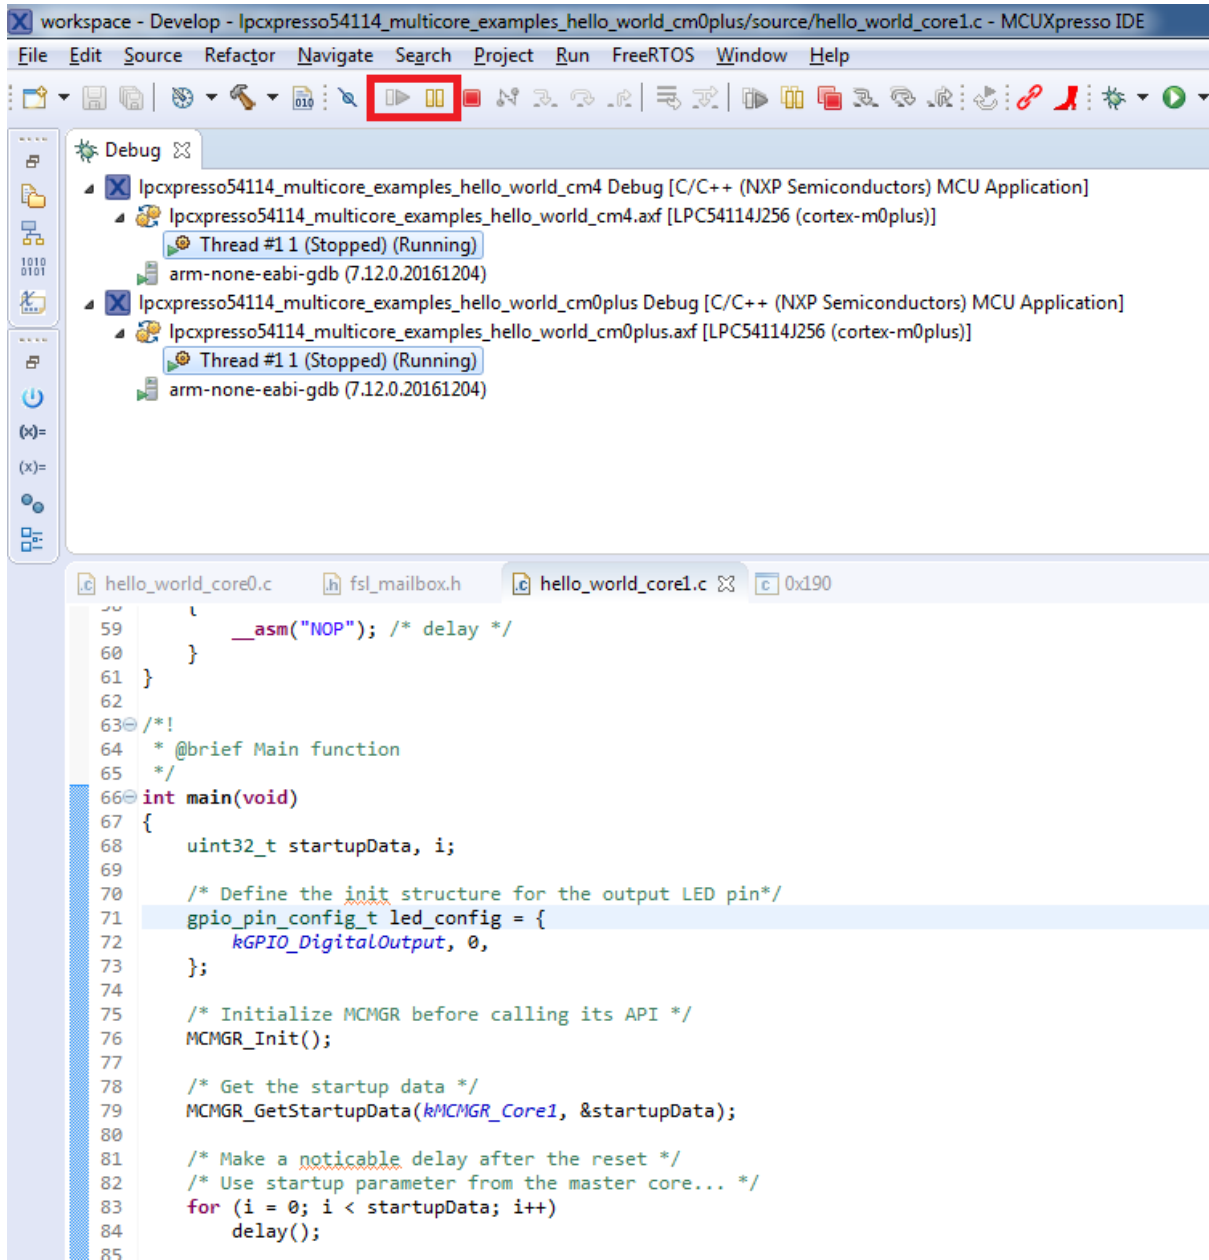 workspace - Develop - lpcxpresso54114_multicore_examples_hello_world_cm0plus/source/hello_world_core1.c - MCUXpresso IDE
File Edit Source Refactor Navigate Search Project Run FreeRTOS Window Help
010
Debug
lpcxpresso54114_multicore_examples_hello_world_cm4 Debug [C/C++ (NXP Semiconductors) MCU Application]
lpcxpresso54114_multicore_examples_hello_world_cm4.axf [LPC54114J256 (cortex-m0plus)]
Thread #1 1 (Stopped) (Running)
1010
0101
arm-none-eabi-gdb (7.12.0.20161204)
lpcxpresso54114_multicore_examples_hello_world_cm0plus Debug [C/C++ (NXP Semiconductors) MCU Application]
lpcxpresso54114_multicore_examples_hello_world_cm0plus.axf [LPC54114J256 (cortex-m0plus)]
Thread #1 1 (Stopped) (Running)
arm-none-eabi-gdb (7.12.0.20161204)
(x)=
(x)=
.c hello_world_core0.c .h fsl_mailbox.h .c hello_world_core1.c c 0x190
58 {
59 __asm("NOP"); /* delay */
60 }
61 }
62
63 /*!
64 * @brief Main function
65 */
66 int main(void)
67 {
68 uint32_t startupData, i;
69
70 /* Define the init structure for the output LED pin*/
71 gpio_pin_config_t led_config = {
72 kGPIO_DigitalOutput, 0,
73 };
74
75 /* Initialize MCMGR before calling its API */
76 MCMGR_Init();
77
78 /* Get the startup data */
79 MCMGR_GetStartupData(kMCMGR_Core1, &startupData);
80
81 /* Make a noticable delay after the reset */
82 /* Use startup parameter from the master core... */
83 for (i = 0; i < startupData; i++)
84 delay();
85